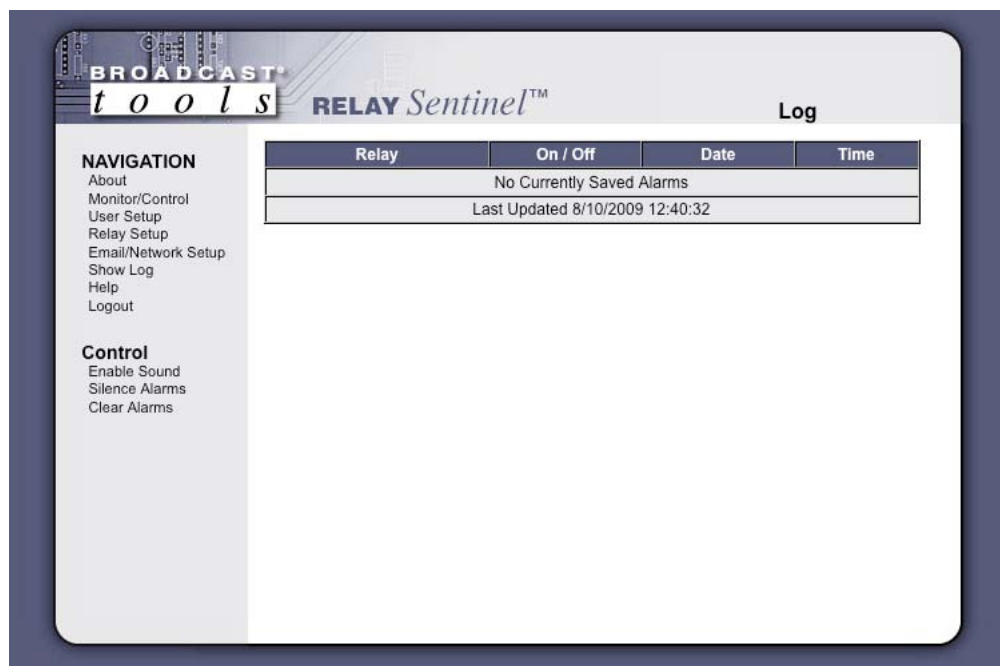 BROADCAST®
tools
RELAY Sentinel™
Log
NAVIGATION
About
Monitor/Control
User Setup
Relay Setup
Email/Network Setup
Show Log
Help
Logout
Control
Enable Sound
Silence Alarms
Clear Alarms
Relay On / Off Date Time
No Currently Saved Alarms
Last Updated 8/10/2009 12:40:32